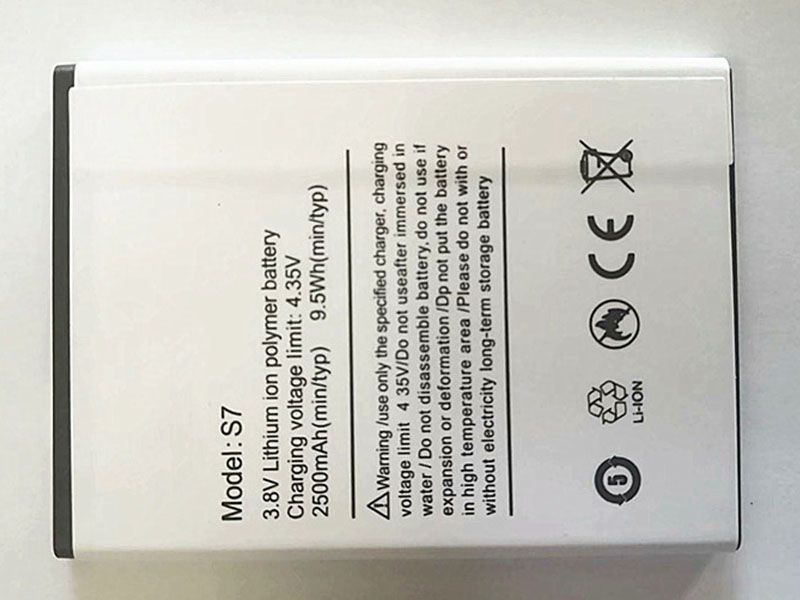 Model: S7
3.8V Lithium ion polymer battery
Charging voltage limit: 4.35V
2500mAh(min/typ) 9.5Wh(min/typ)
Warning /use only the specified charger, charging
voltage limit 4 35V/Do not useafter immersed in
water / Do not disassemble battery, do not use if
expansion or deformation /Dp not put the battery
in high temperature area /Please do not with or
without electricity long-term storage battery
5
Li-ION
CE